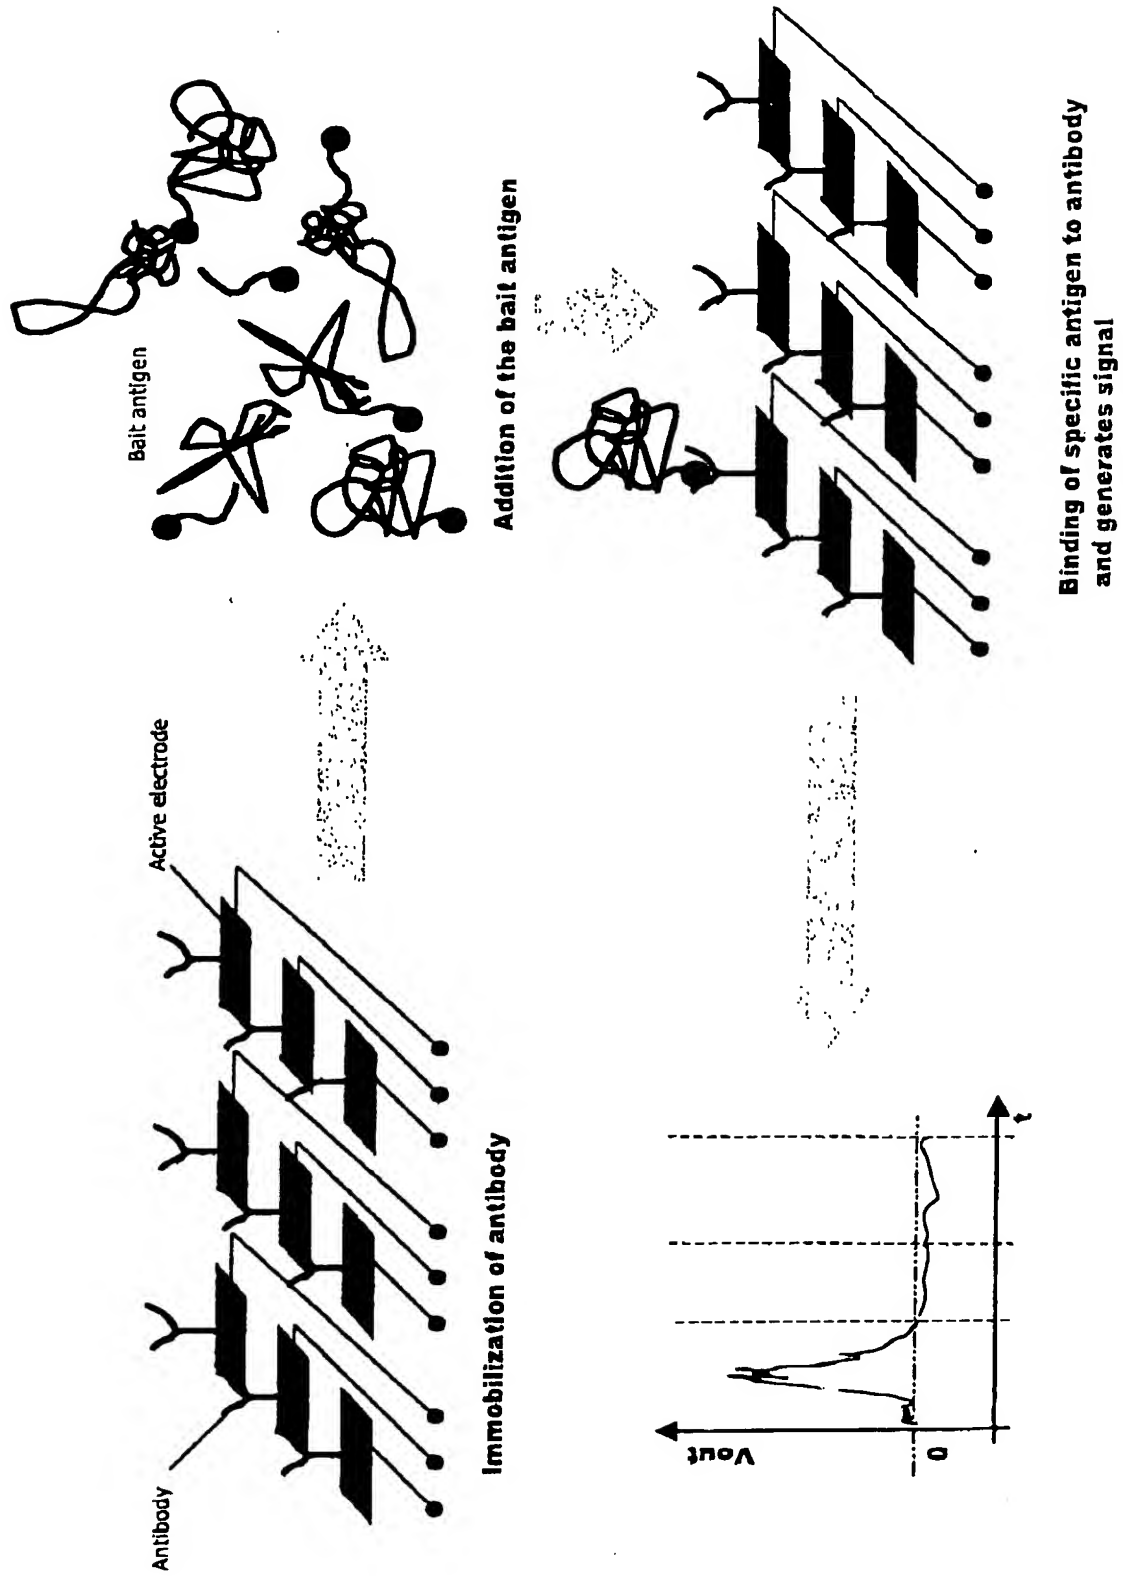 Antibody
Active electrode
Immobilization of antibody
Bait antigen
Addition of the bait antigen
Binding of specific antigen to antibody
and generates signal
Vout
0
t